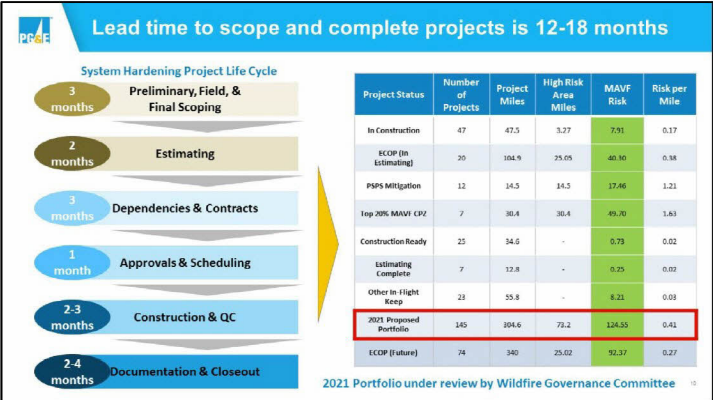 PG&E
Lead time to scope and complete projects is 12-18 months
System Hardening Project Life Cycle
3 months
Preliminary, Field, & Final Scoping
2 months
Estimating
3 months
Dependencies & Contracts
1 month
Approvals & Scheduling
2-3 months
Construction & QC
2-4 months
Documentation & Closeout
Project Status Number of Projects Project Miles High Risk Area Miles MAVF Risk Risk per Mile
In Construction 47 47.5 3.27 7.91 0.17
ECOP (In Estimating) 20 104.9 25.05 40.30 0.38
PSPS Mitigation 12 14.5 14.5 17.46 1.21
Top 20% MAVF CPZ 7 30.4 30.4 49.70 1.63
Construction Ready 25 34.6 - 0.73 0.02
Estimating Complete 7 12.8 - 0.25 0.02
Other In-Flight Keep 23 55.8 - 8.21 0.03
2021 Proposed Portfolio 145 304.6 73.2 124.55 0.41
ECOP (Future) 74 340 25.02 92.37 0.27
2021 Portfolio under review by Wildfire Governance Committee